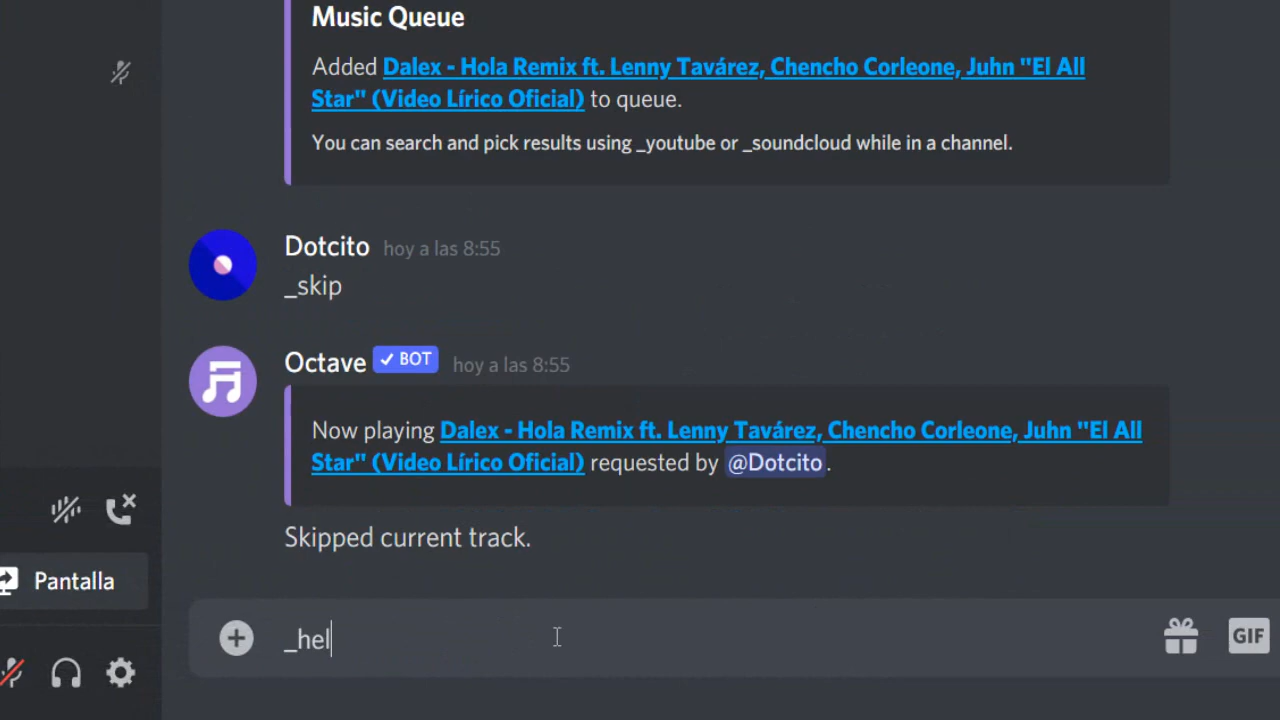 Music Queue
Added Dalex - Hola Remix ft. Lenny Tavárez, Chencho Corleone, Juhn "El All
Star" (Video Lírico Oficial) to queue.
You can search and pick results using _youtube or _soundcloud while in a channel.
Dotcito hoy a las 8:55
_skip
Octave ✓ BOT hoy a las 8:55
Now playing Dalex - Hola Remix ft. Lenny Tavárez, Chencho Corleone, Juhn "El All
Star" (Video Lírico Oficial) requested by @Dotcito.
Skipped current track.
Pantalla
_hel
GIF